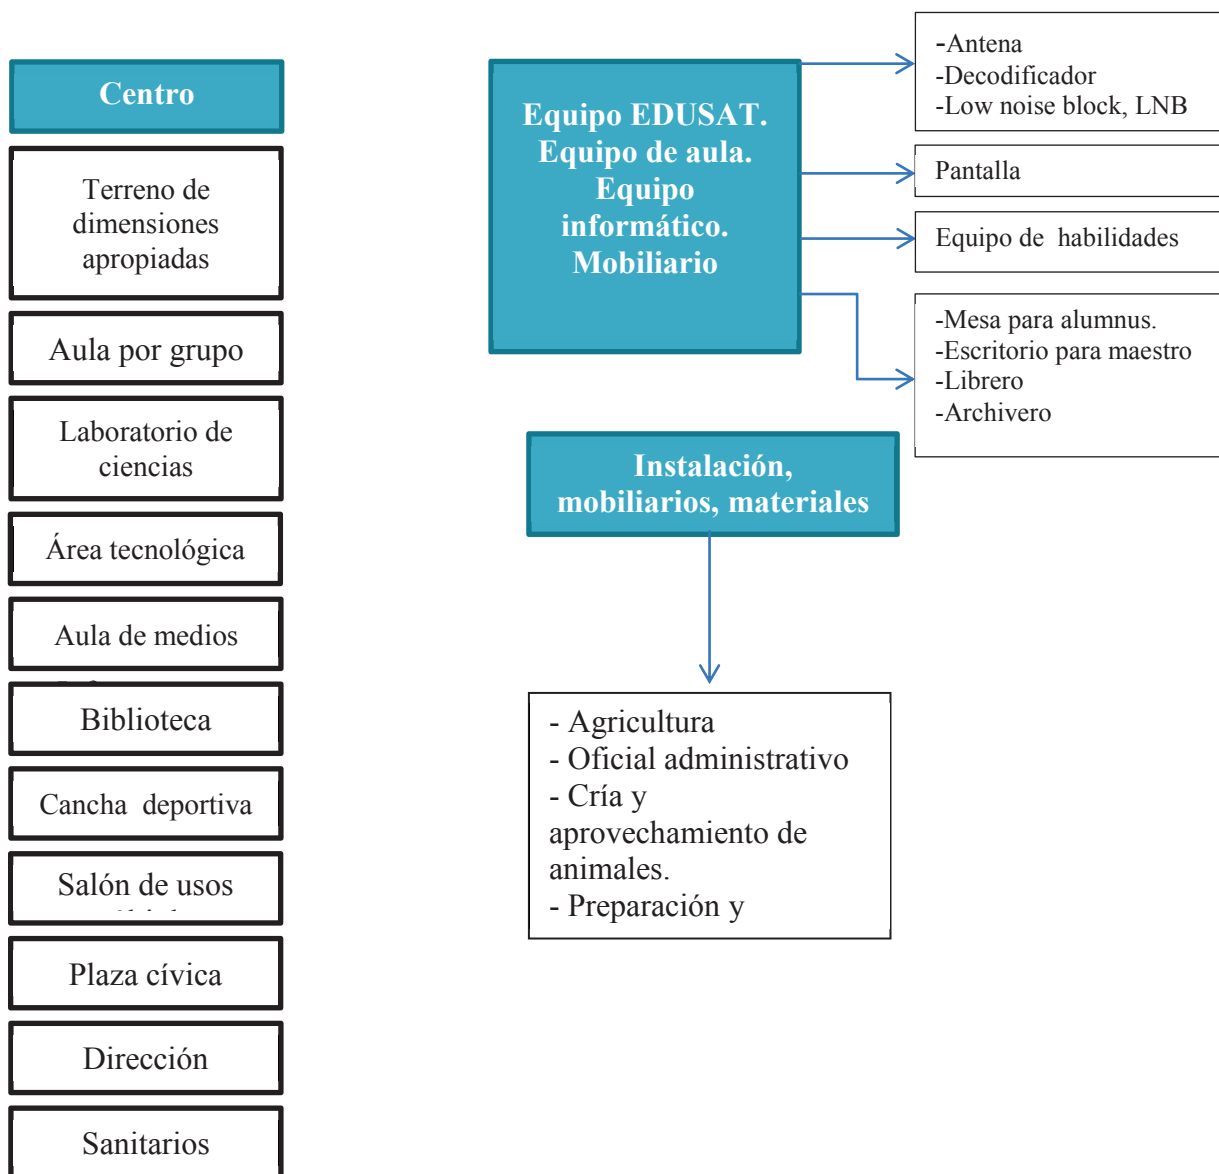 Centro
Terreno de
dimensiones
apropiadas
Aula por grupo
Laboratorio de
ciencias
Área tecnológica
Aula de medios
Biblioteca
Cancha deportiva
Salón de usos
Plaza cívica
Dirección
Sanitarios
Equipo EDUSAT.
Equipo de aula.
Equipo
informático.
Mobiliario
-Antena
-Decodificador
-Low noise block, LNB
Pantalla
Equipo de habilidades
-Mesa para alumnus.
-Escritorio para maestro
-Librero
-Archivero
Instalación,
mobiliarios, materiales
- Agricultura
- Oficial administrativo
- Cría y
aprovechamiento de
animales.
- Preparación y